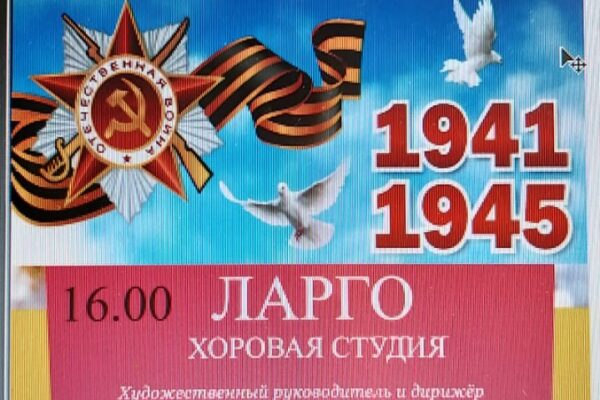 ОТЕЧЕСТВЕННАЯ ВОЙНА
1941
1945
16.00 ЛАРГО
ХОРОВАЯ СТУДИЯ
Художественный руководитель и дирижёр